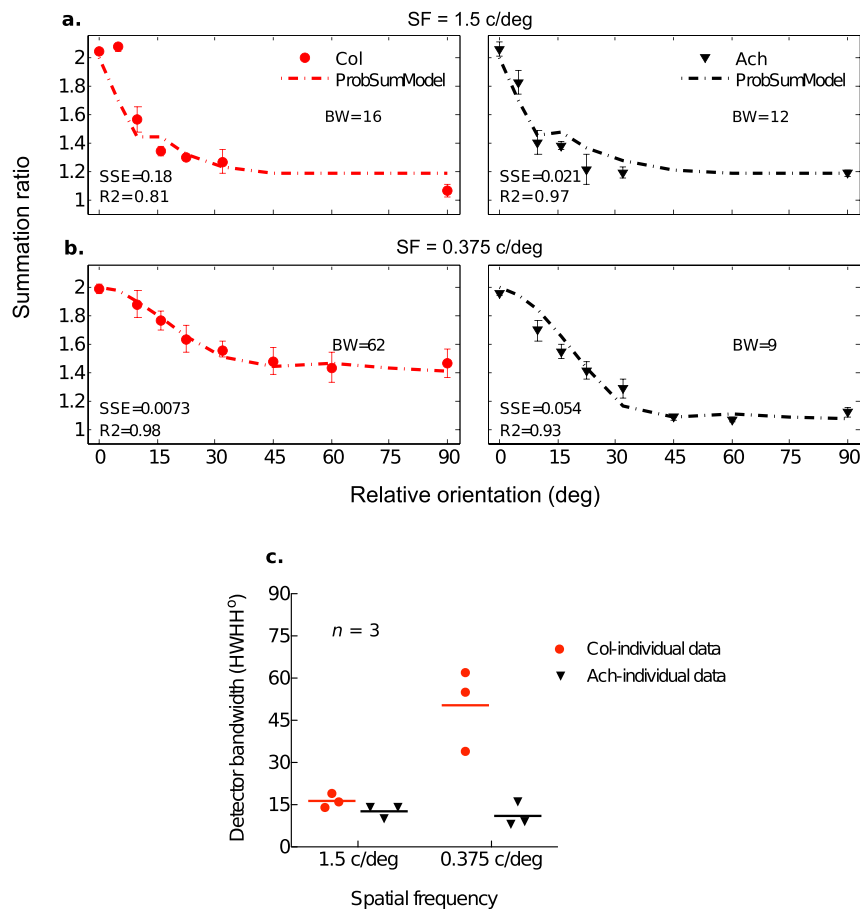 a.
SF = 1.5 c/deg
Summation ratio
2
1.8
1.6
1.4
1.2
1
Col
ProbSumModel
BW=16
SSE=0.18
R2=0.81
Ach
ProbSumModel
BW=12
SSE=0.021
R2=0.97
b.
SF = 0.375 c/deg
2
1.8
1.6
1.4
1.2
1
BW=62
SSE=0.0073
R2=0.98
BW=9
SSE=0.054
R2=0.93
0 15 30 45 60 75 90
0 15 30 45 60 75 90
Relative orientation (deg)
c.
Detector bandwidth (HWHH°)
90
75
60
45
30
15
0
n = 3
Col-individual data
Ach-individual data
1.5 c/deg
0.375 c/deg
Spatial frequency